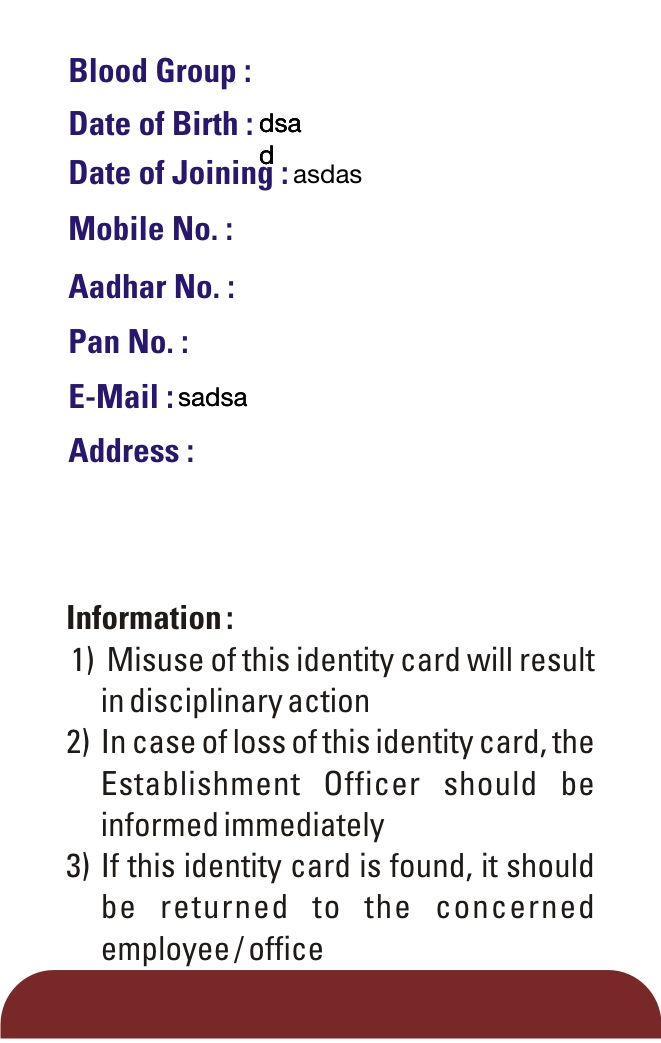 Blood Group :
Date of Birth : dsa
d
Date of Joining : asdas
Mobile No. :
Aadhar No. :
Pan No. :
E-Mail : sadsa
Address :
Information :
1) Misuse of this identity card will result
in disciplinary action
2) In case of loss of this identity card, the
Establishment Officer should be
informed immediately
3) If this identity card is found, it should
be returned to the concerned
employee / office